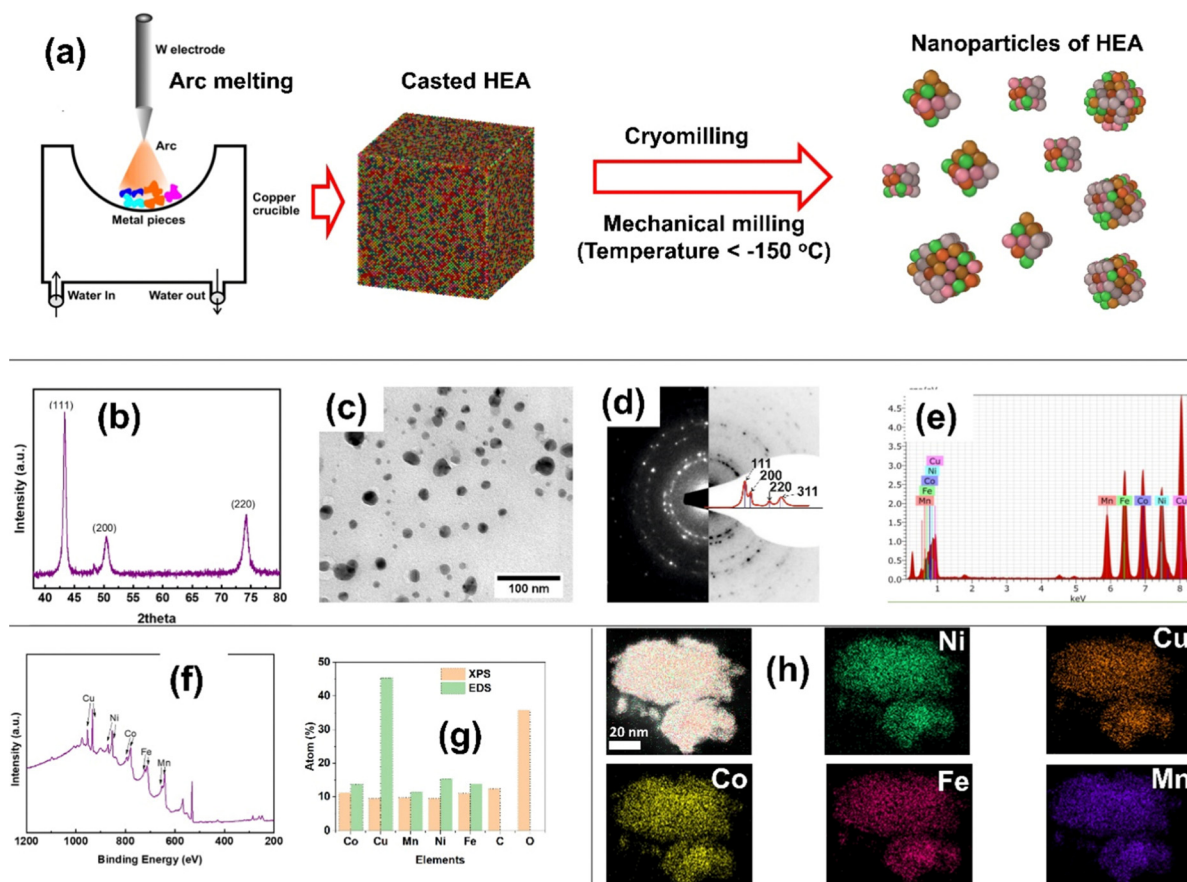 (a)
W electrode
Arc melting
Arc
Metal pieces
Copper
crucible
Water In
Water out
Casted HEA
Cryomilling
Mechanical milling
(Temperature < -150 °C)
Nanoparticles of HEA
(b)
(111)
(200)
(220)
Intensity (a.u.)
40 45 50 55 60 65 70 75 80
2theta
(c)
100 nm
(d)
111
200
220
311
(e)
4.5
4.0
3.5
3.0
2.5
2.0
1.5
1.0
0.5
0.0
Cu
Ni
Co
Fe
Mn
Mn Fe Co Ni Cu
1 2 3 4 5 6 7 8
keV
(f)
Cu
Ni
Co
Fe
Mn
Intensity (a.u.)
1200 1000 800 600 400 200
Binding Energy (eV)
(g)
XPS
EDS
Atom (%)
50
40
30
20
10
0
Co Cu Mn Ni Fe C O
Elements
(h)
20 nm
Ni
Cu
Co
Fe
Mn